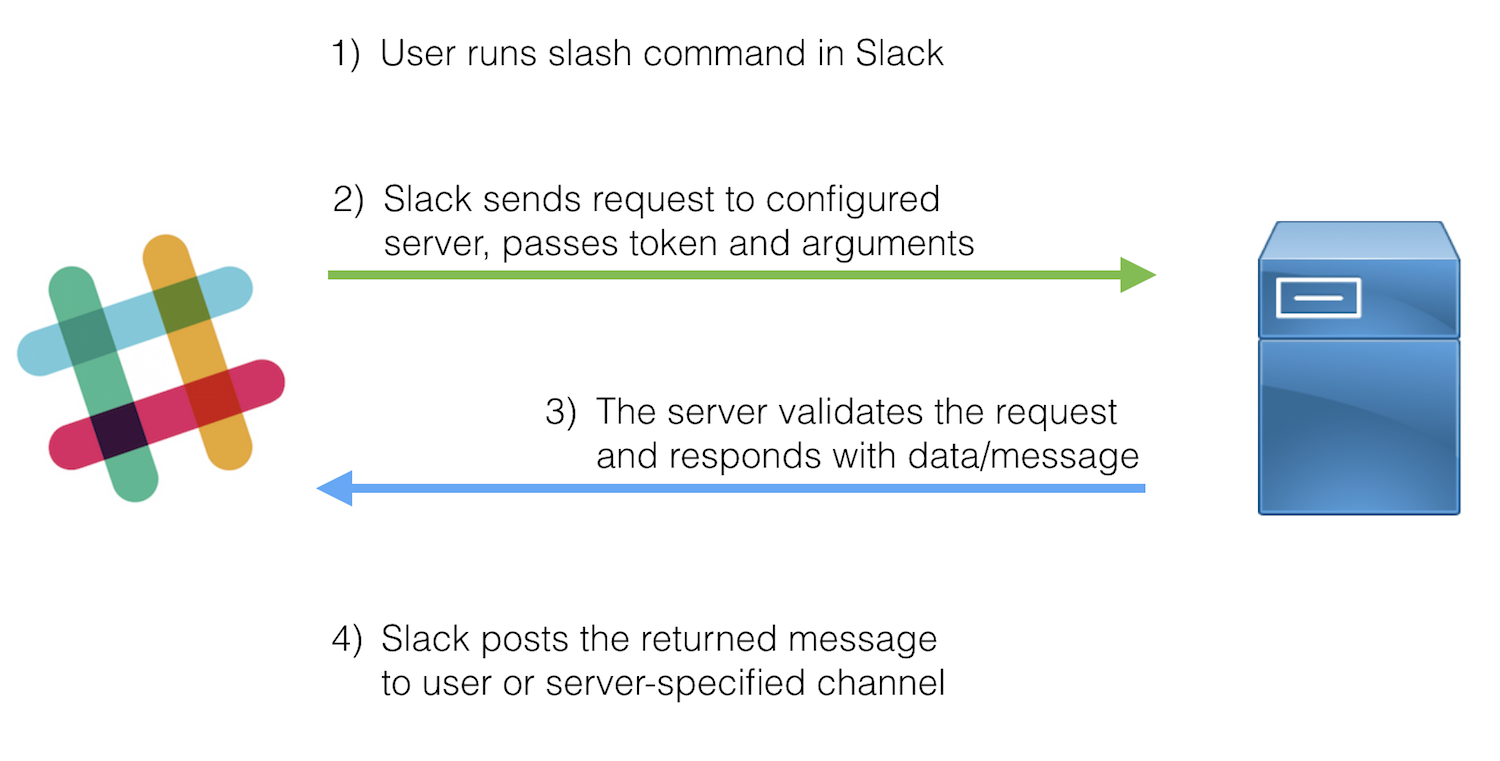 1) User runs slash command in Slack
2) Slack sends request to configured
server, passes token and arguments
3) The server validates the request
and responds with data/message
4) Slack posts the returned message
to user or server-specified channel